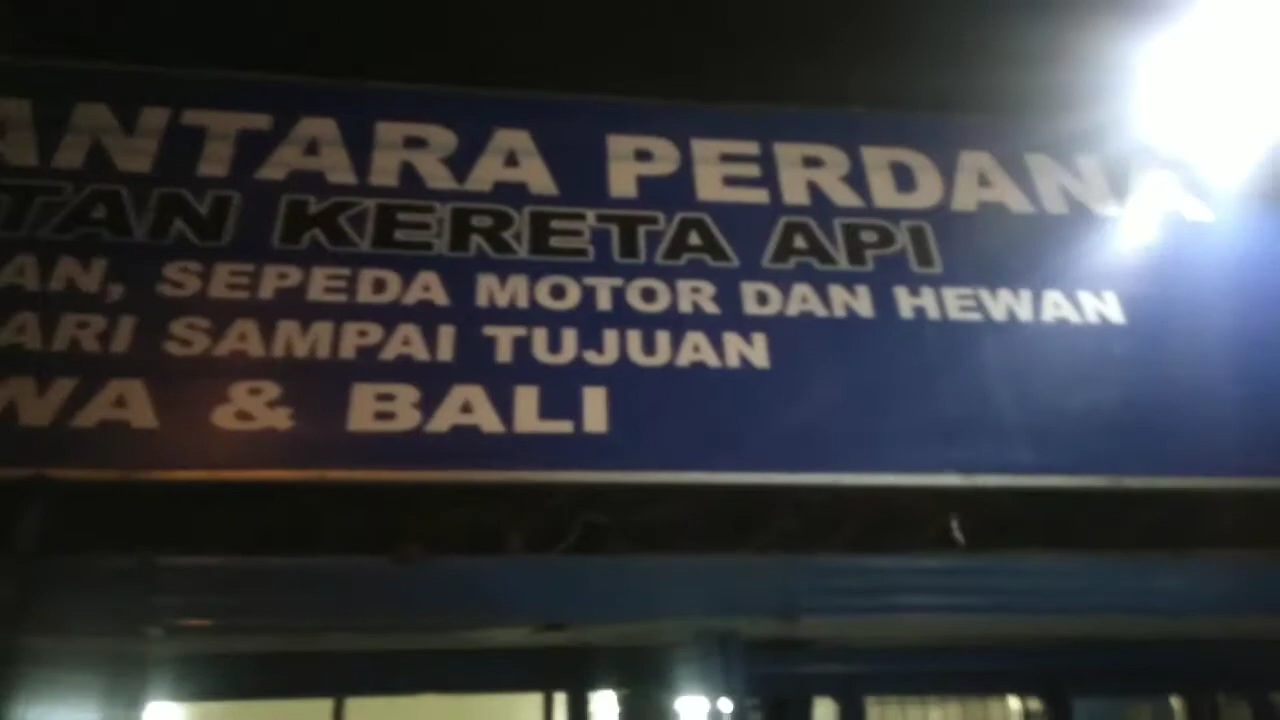 ANTARA PERDANA
TAN KERETA API
AN, SEPEDA MOTOR DAN HEWAN
ARI SAMPAI TUJUAN
WA & BALI